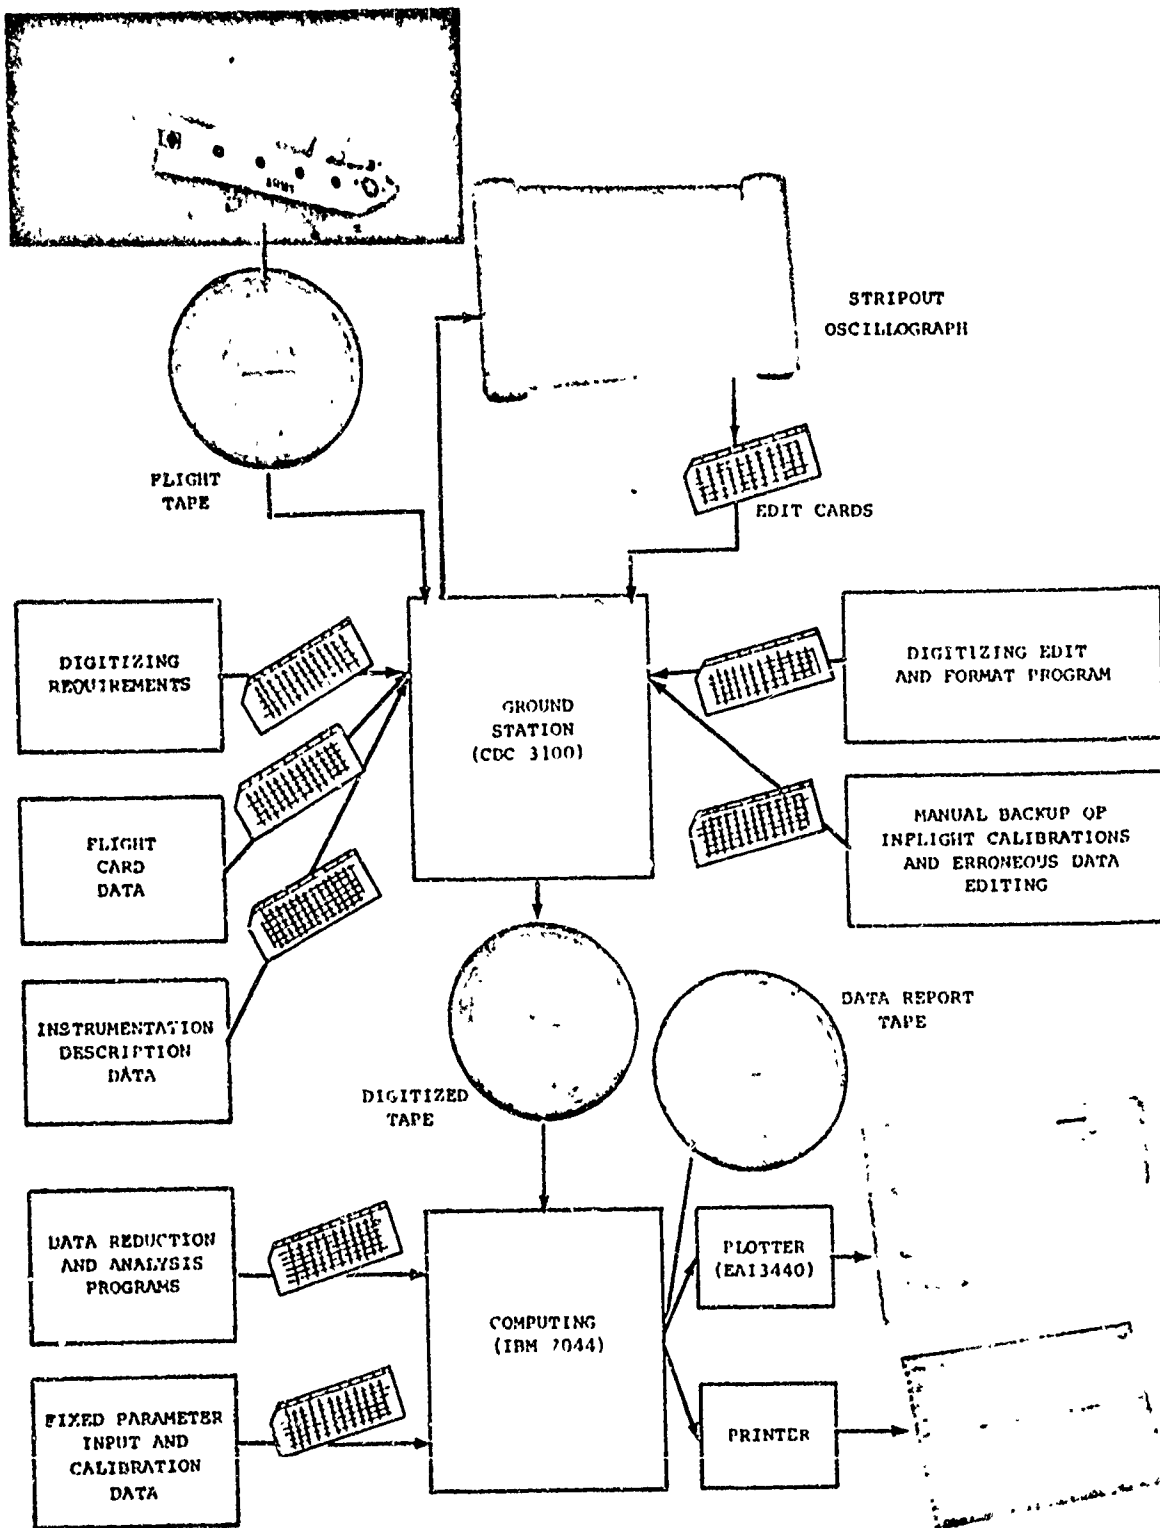 STRIPOUT
OSCILLOGRAPH
FLIGHT
TAPE
EDIT CARDS
DIGITIZING
REQUIREMENTS
GROUND
STATION
(CDC 3100)
DIGITIZING EDIT
AND FORMAT PROGRAM
FLIGHT
CARD
DATA
MANUAL BACKUP OF
INFLIGHT CALIBRATIONS
AND ERRONEOUS DATA
EDITING
INSTRUMENTATION
DESCRIPTION
DATA
DIGITIZED
TAPE
DATA REPORT
TAPE
DATA REDUCTION
AND ANALYSIS
PROGRAMS
COMPUTING
(IBM 7044)
PLOTTER
(EAI3440)
FIXED PARAMETER
INPUT AND
CALIBRATION
DATA
PRINTER